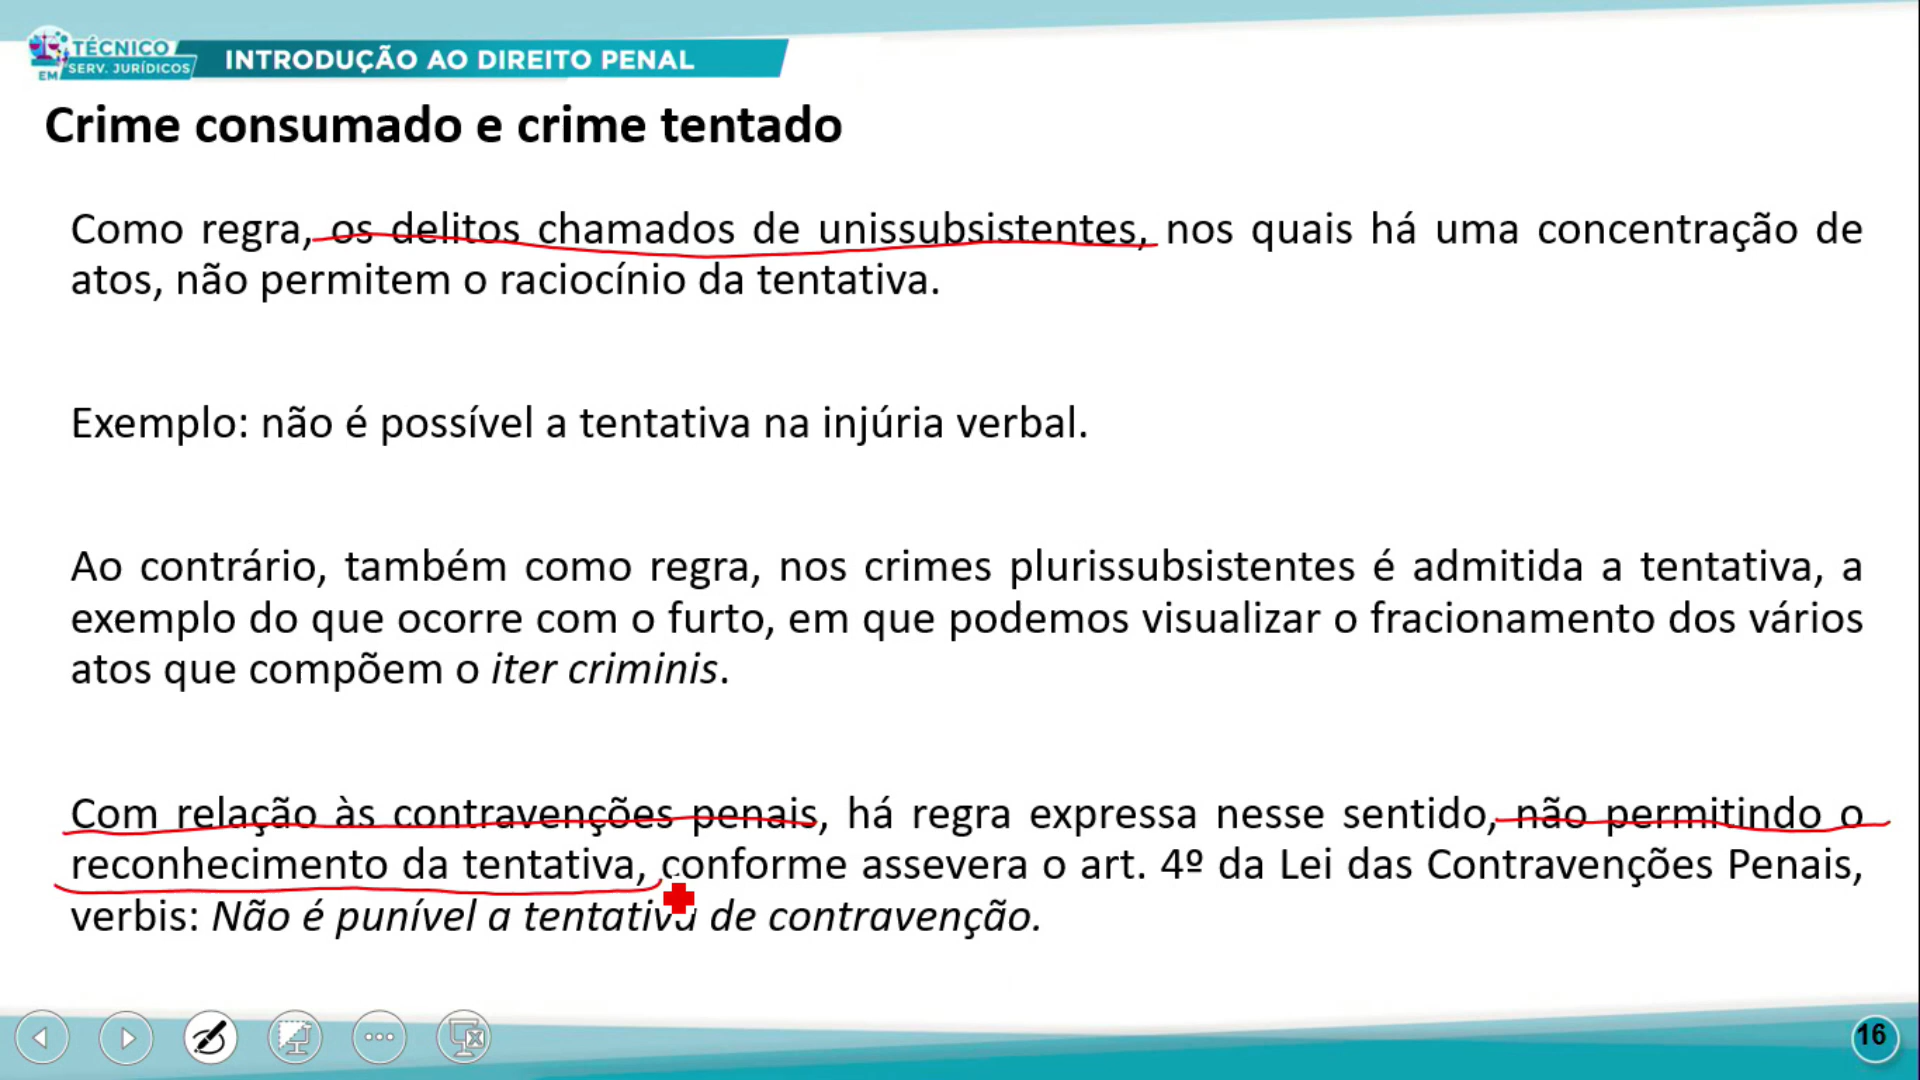 TÉCNICO
EM SERV. JURÍDICOS
INTRODUÇÃO AO DIREITO PENAL
Crime consumado e crime tentado
Como regra, os delitos chamados de unissubsistentes, nos quais há uma concentração de
atos, não permitem o raciocínio da tentativa.
Exemplo: não é possível a tentativa na injúria verbal.
Ao contrário, também como regra, nos crimes plurissubsistentes é admitida a tentativa, a
exemplo do que ocorre com o furto, em que podemos visualizar o fracionamento dos vários
atos que compõem o iter criminis.
Com relação às contravenções penais, há regra expressa nesse sentido, não permitindo o
reconhecimento da tentativa, conforme assevera o art. 4º da Lei das Contravenções Penais,
verbis: Não é punível a tentativa de contravenção.
16